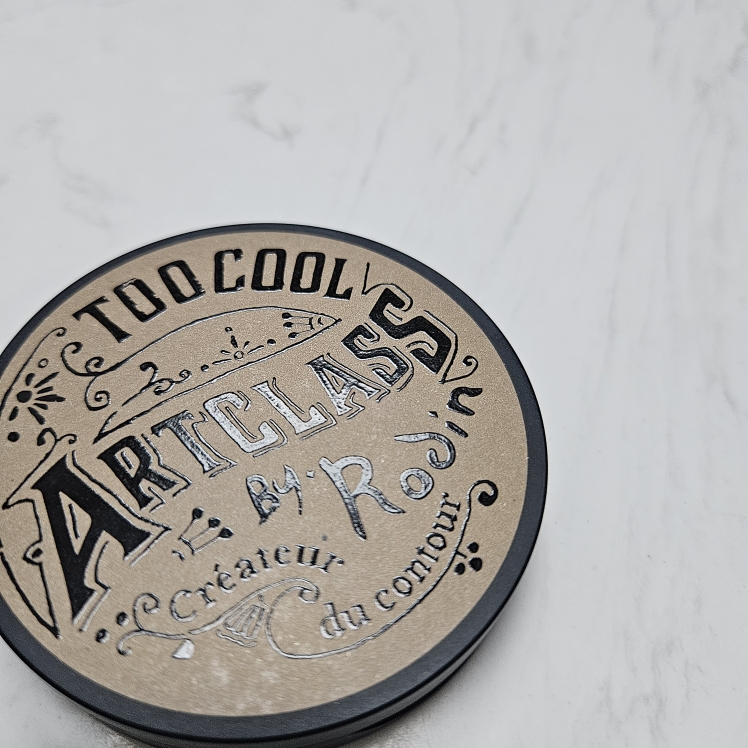 TOO COOL
ARTCLASS
By. Rodin
Créateur
du contour